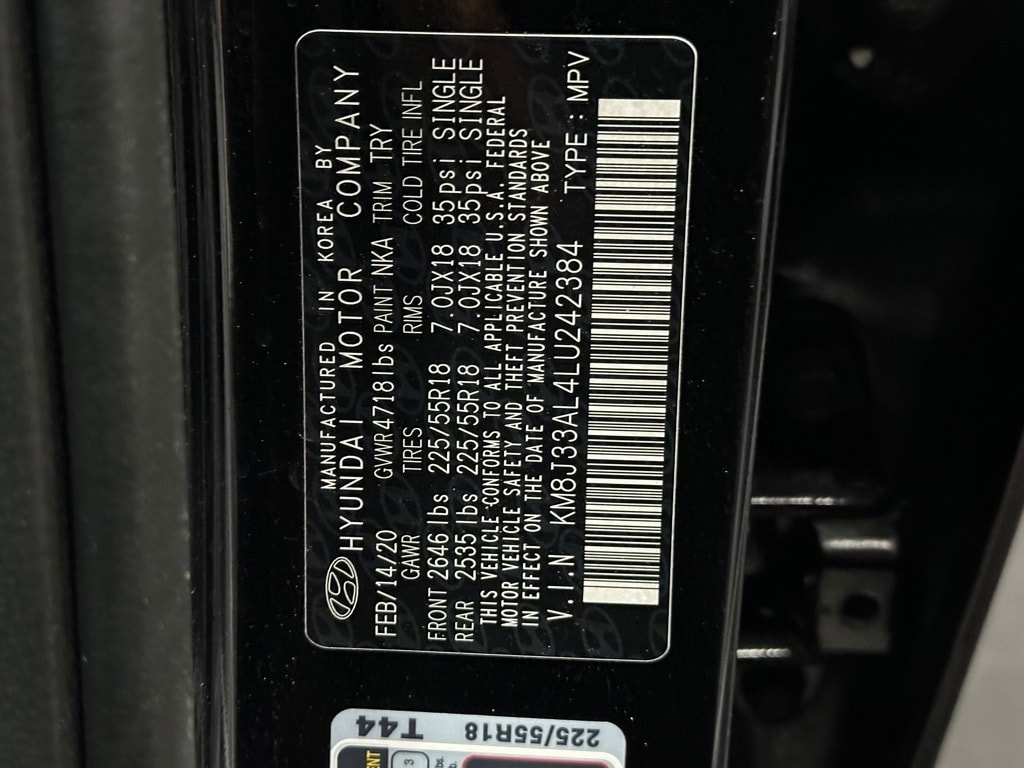 MANUFACTURED IN KOREA BY
HYUNDAI MOTOR COMPANY
FEB/14/20 GVWR4718lbs PAINT NKA TRIM TRY
GAWR TIRES RIMS COLD TIRE INFL
FRONT 2646 lbs 225/55R18 7.0JX18 35psi SINGLE
REAR 2535 lbs 225/55R18 7.0JX18 35psi SINGLE
THIS VEHICLE CONFORMS TO ALL APPLICABLE U.S.A. FEDERAL
MOTOR VEHICLE SAFETY AND THEFT PREVENTION STANDARDS
IN EFFECT ON THE DATE OF MANUFACTURE SHOWN ABOVE
V.I.N KM8J33AL4LU242384 TYPE : MPV
225/55R18 T44
3